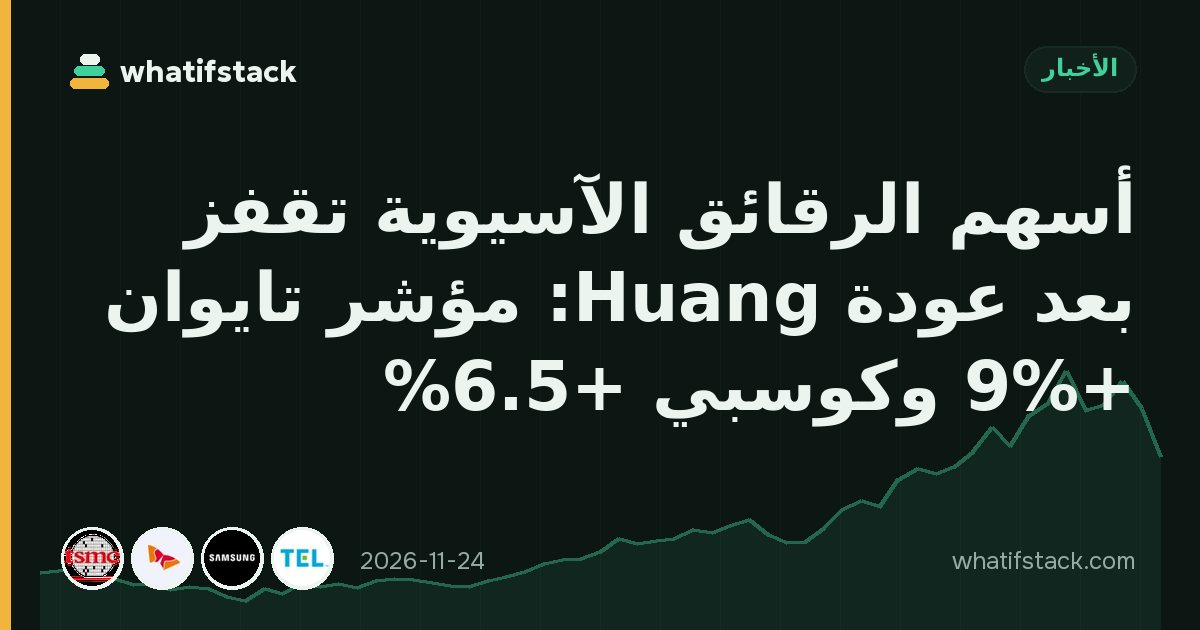 whatifstack
الأخبار
أسهم الرقائق الآسيوية تقفز
بعد عودة Huang: مؤشر تايوان
+9% وكوسبي +6.5%
tsmc
SAMSUNG
TEL
2026-11-24
whatifstack.com